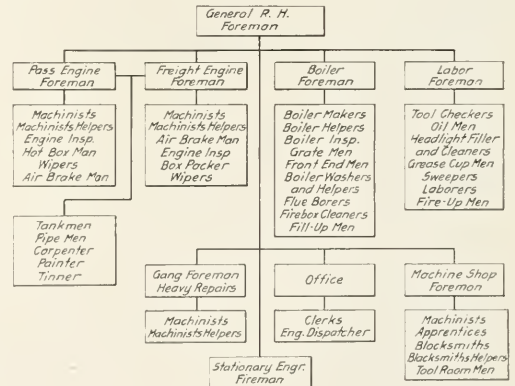 General R. H.
Foreman
Pass Engine
Foreman
Freight Engine
Foreman
Boiler
Foreman
Labor
Foreman
Machinists
Machinists Helpers
Engine Insp.
Hot Box Man
Wipers
Air Brake Man
Machinists
Machinists Helpers
Air Brake Man
Engine Insp
Box Packer
Wipers
Boiler Makers
Boiler Helpers
Boiler Insp.
Grate Men
Front End Men
Boiler Washers
and Helpers
Flue Borers
Firebox Cleaners
Fill-Up Men
Tool Checkers
Oil Men
Headlight Filler
and Cleaners
Grease Cup Men
Sweepers
Laborers
Fire-Up Men
Tankmen
Pipe Men
Carpenter
Painter
Tinner
Gang Foreman
Heavy Repairs
Office
Machine Shop
Foreman
Machinists
Machinists Helpers
Clerks
Eng. Dispatcher
Machinists
Apprentices
Blacksmiths
Blacksmiths Helpers
Tool Room Men
Stationary Engr.
Fireman